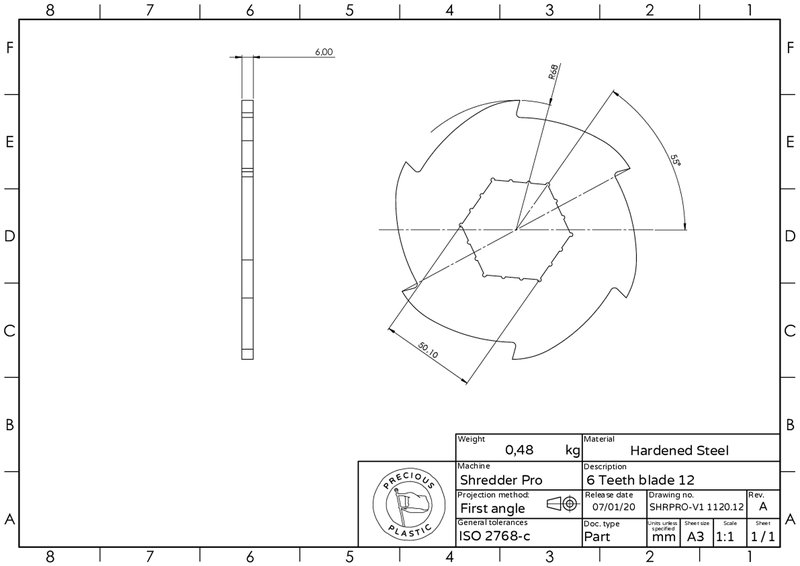 8 7 6 5 4 3 2 1
F F
E E
D D
C C
B B
A A
6,00
R68
55°
50,10
Weight
0,48 kg
Material
Hardened Steel
Machine
Shredder Pro
Description
6 Teeth blade 12
Projection method:
First angle
Release date
07/01/20
Drawing no.
SHRPRO-V1 1120.12
Rev.
A
General tolerances
ISO 2768-c
Doc. type
Part
Units unless
specified
mm
Sheet size
A3
Scale
1:1
Sheet
1 / 1
PRECIOUS
PLASTIC
8 7 6 5 4 3 2 1